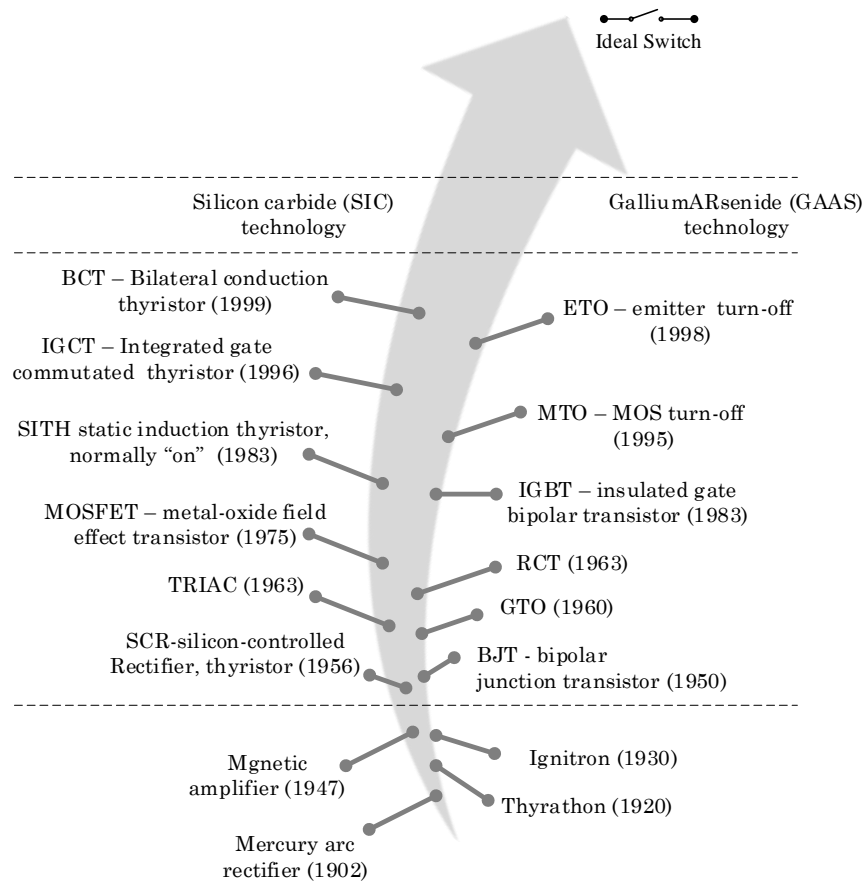 Ideal Switch
Silicon carbide (SIC)
technology
GalliumARsenide (GAAS)
technology
BCT – Bilateral conduction
thyristor (1999)
ETO – emitter turn-off
(1998)
IGCT – Integrated gate
commutated thyristor (1996)
MTO – MOS turn-off
(1995)
SITH static induction thyristor,
normally “on” (1983)
IGBT – insulated gate
bipolar transistor (1983)
MOSFET – metal-oxide field
effect transistor (1975)
RCT (1963)
TRIAC (1963)
GTO (1960)
SCR-silicon-controlled
Rectifier, thyristor (1956)
BJT - bipolar
junction transistor (1950)
Ignitron (1930)
Mgnetic
amplifier (1947)
Thyrathon (1920)
Mercury arc
rectifier (1902)